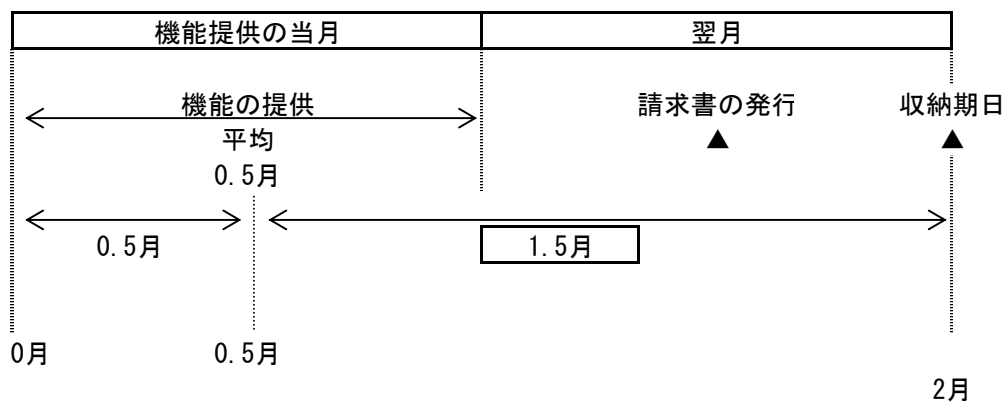 機能提供の当月 翌月
機能の提供 請求書の発行 収納期日
平均 ▲ ▲
0.5月
0.5月 1.5月
0月 0.5月
2月